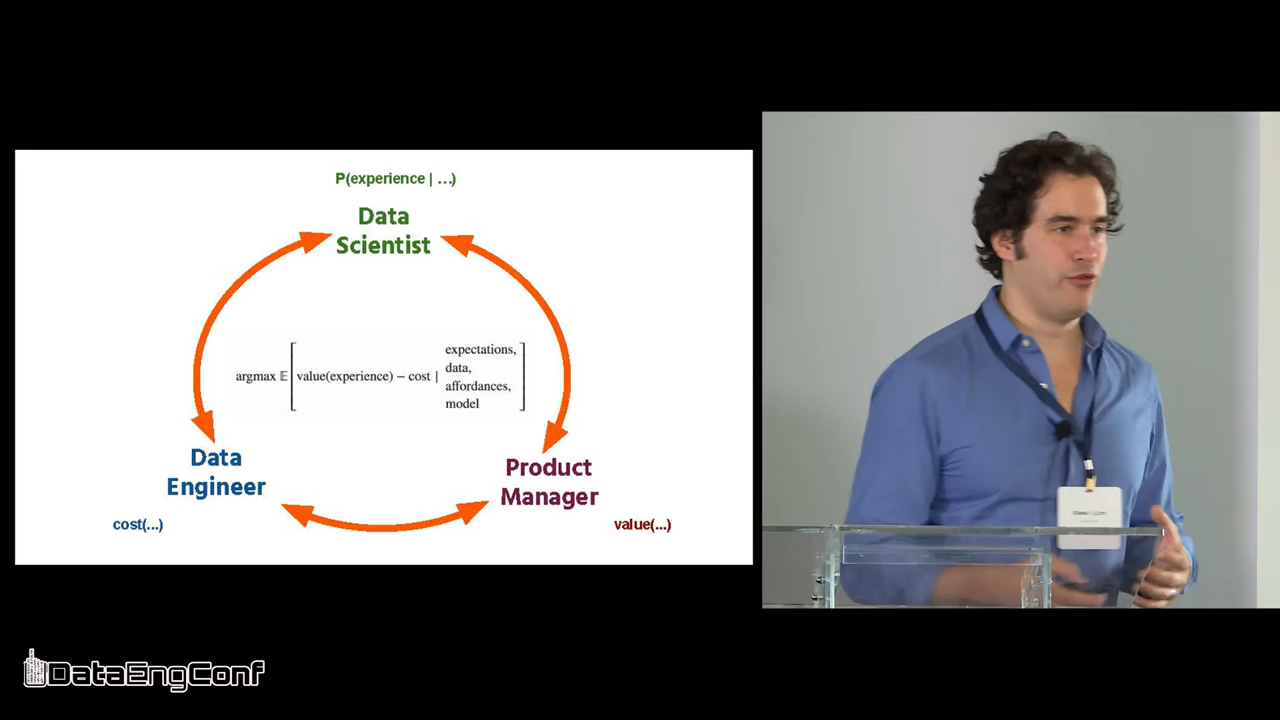 P(experience | …)
Data
Scientist
argmax 𝔼 [ value(experience) − cost | expectations,
data,
affordances,
model ]
Data
Engineer
Product
Manager
cost(...)
value(...)
DataEngConf